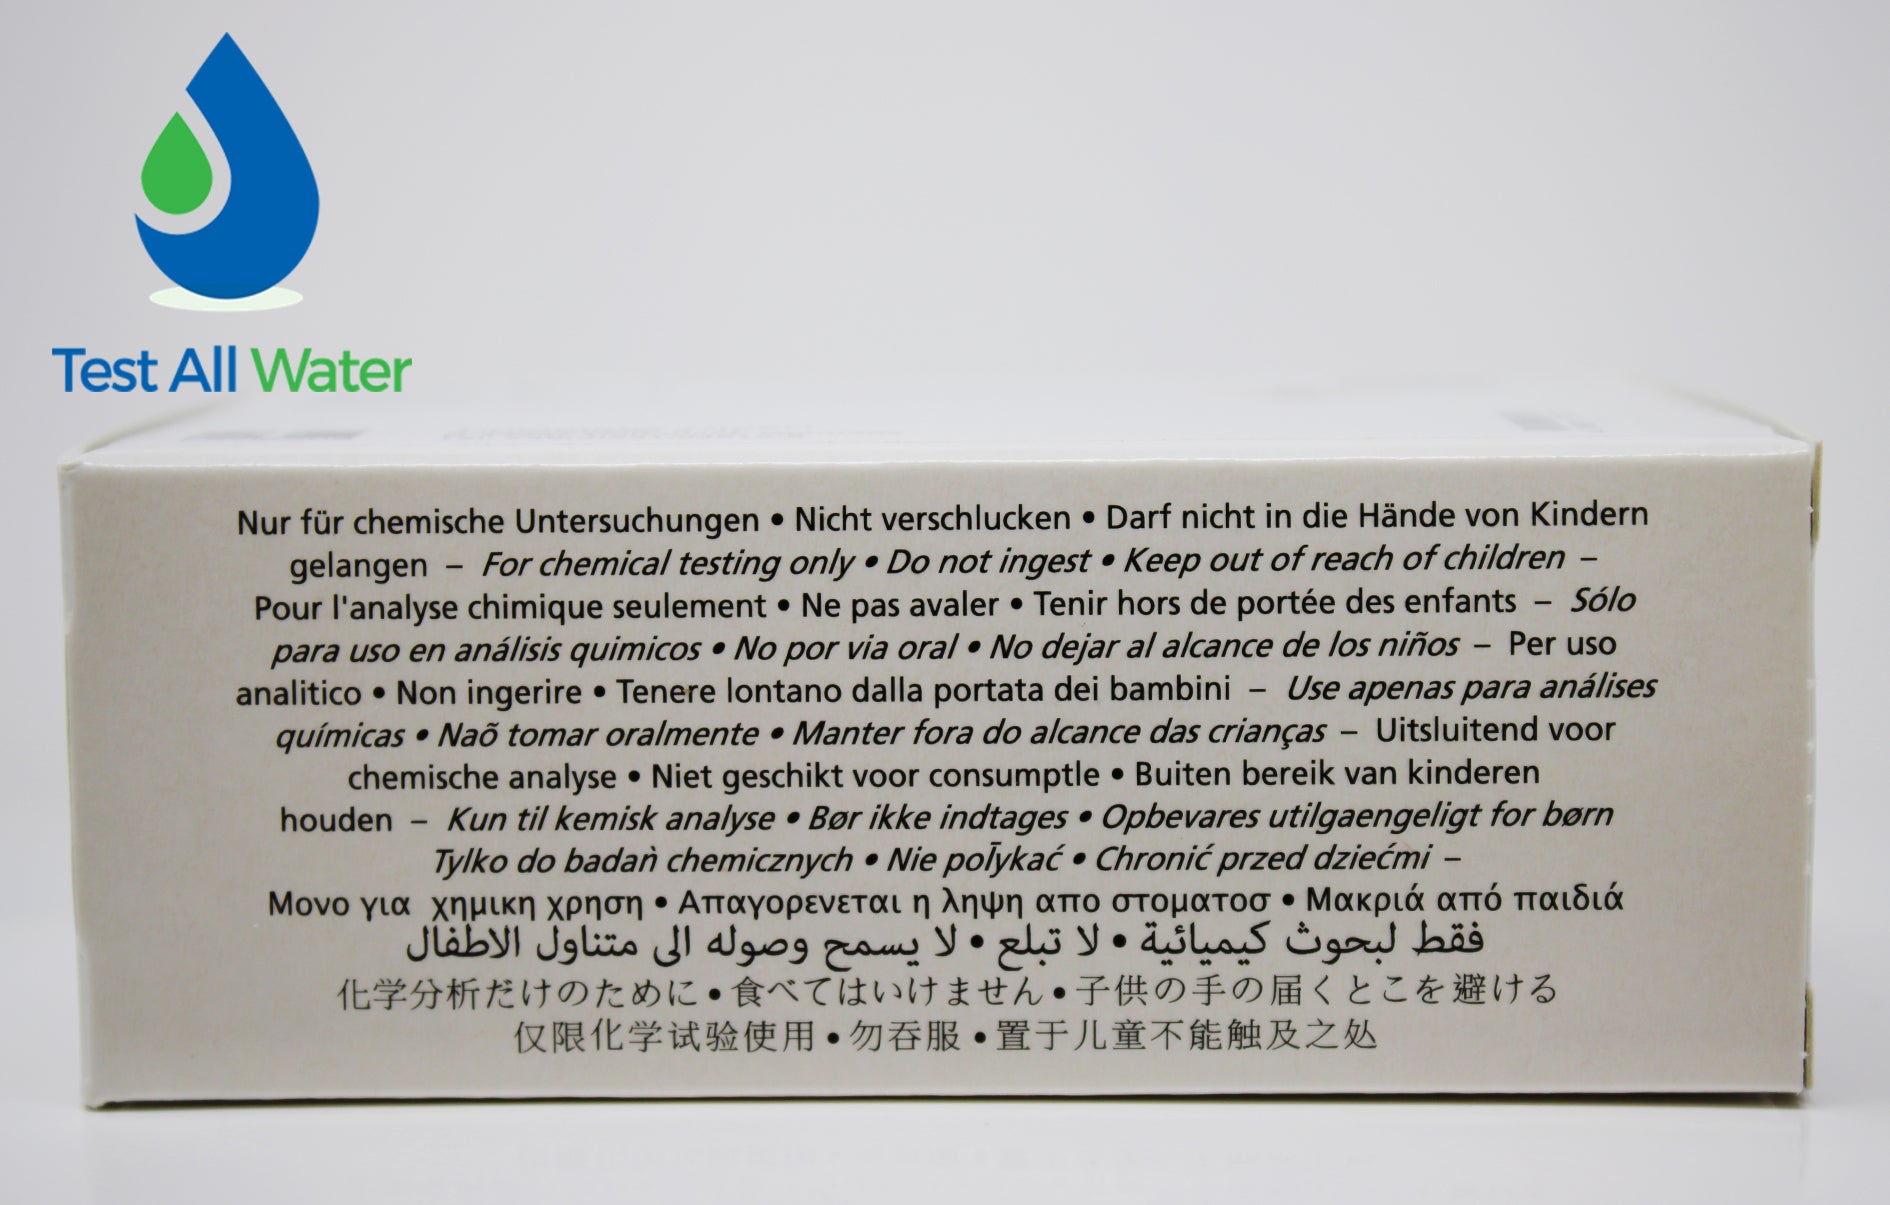 Test All Water
Nur für chemische Untersuchungen • Nicht verschlucken • Darf nicht in die Hände von Kindern
gelangen – For chemical testing only • Do not ingest • Keep out of reach of children –
Pour l'analyse chimique seulement • Ne pas avaler • Tenir hors de portée des enfants – Sólo
para uso en análisis quimicos • No por via oral • No dejar al alcance de los niños – Per uso
analitico • Non ingerire • Tenere lontano dalla portata dei bambini – Use apenas para análises
químicas • Naõ tomar oralmente • Manter fora do alcance das crianças – Uitsluitend voor
chemische analyse • Niet geschikt voor consumptle • Buiten bereik van kinderen
houden – Kun til kemisk analyse • Bør ikke indtages • Opbevares utilgaengeligt for børn
Tylko do badaǹ chemicznych • Nie pol̄ykać • Chronić przed dziećmi –
Μονο για χημικη χρηση • Απαγορενεται η ληψη απο στοματοσ • Μακριά από παιδιά
فقط لبحوث كيميائية • لا تبلع • لا يسمح وصوله الى متناول الاطفال
化学分析だけのために • 食べてはいけません • 子供の手の届くとこを避ける
仅限化学试验使用 • 勿吞服 • 置于儿童不能触及之处